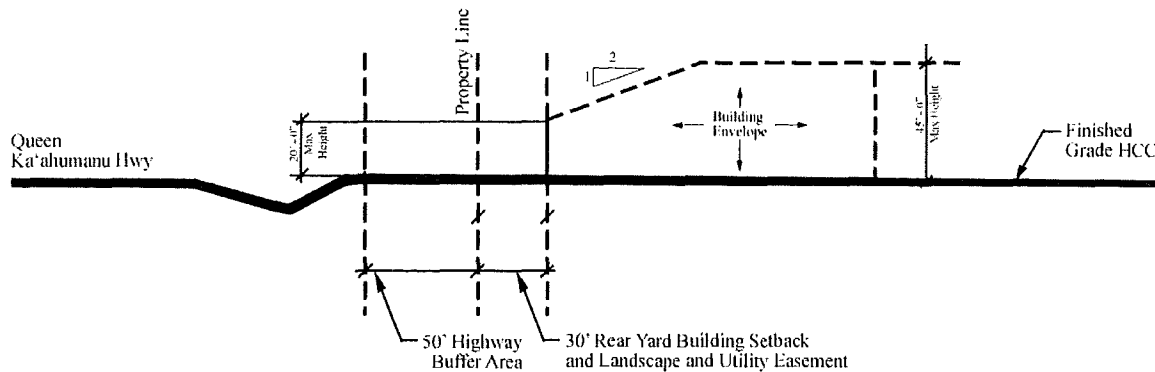 Property Line
2
1
20'-0"
Max
Height
Building
Envelope
45'-0"
Max Height
Queen
Ka'ahumanu Hwy
Finished
Grade HCC
50' Highway
Buffer Area
30' Rear Yard Building Setback
and Landscape and Utility Easement